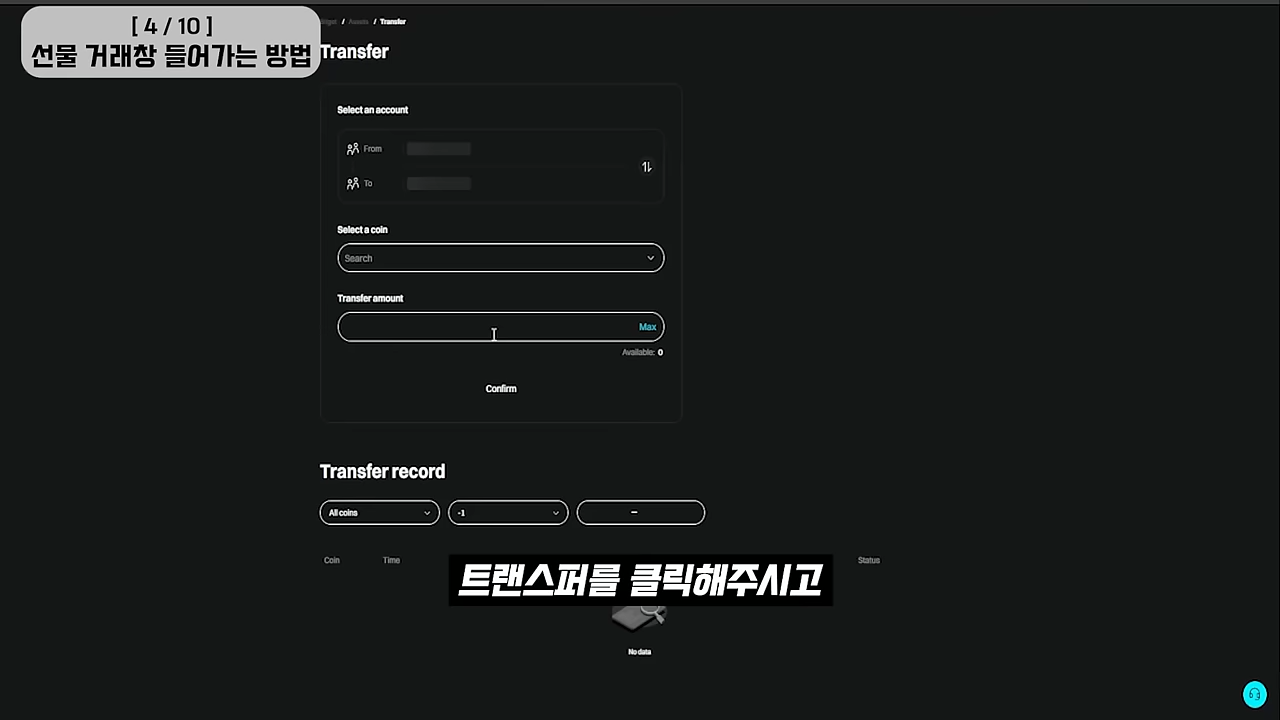 [ 4 / 10 ]
선물 거래창 들어가는 방법
/ Assets / Transfer
Transfer
Select an account
From
To
Select a coin
Search
Transfer amount
Max
Available: 0
Confirm
Transfer record
All coins
-1
–
Coin Time Status
트랜스퍼를 클릭해주시고
No data